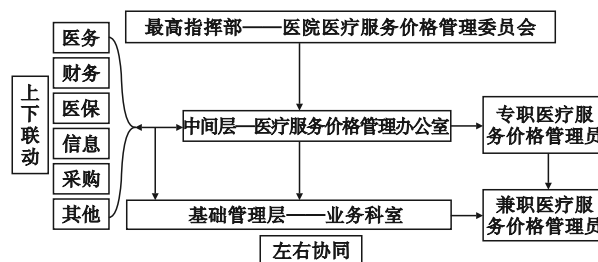 最高指挥部——医院医疗服务价格管理委员会
医务
财务
医保
信息
采购
其他
上
下
联
动
中间层—医疗服务价格管理办公室
专职医疗服
务价格管理员
基础管理层——业务科室
兼职医疗服
务价格管理员
左右协同